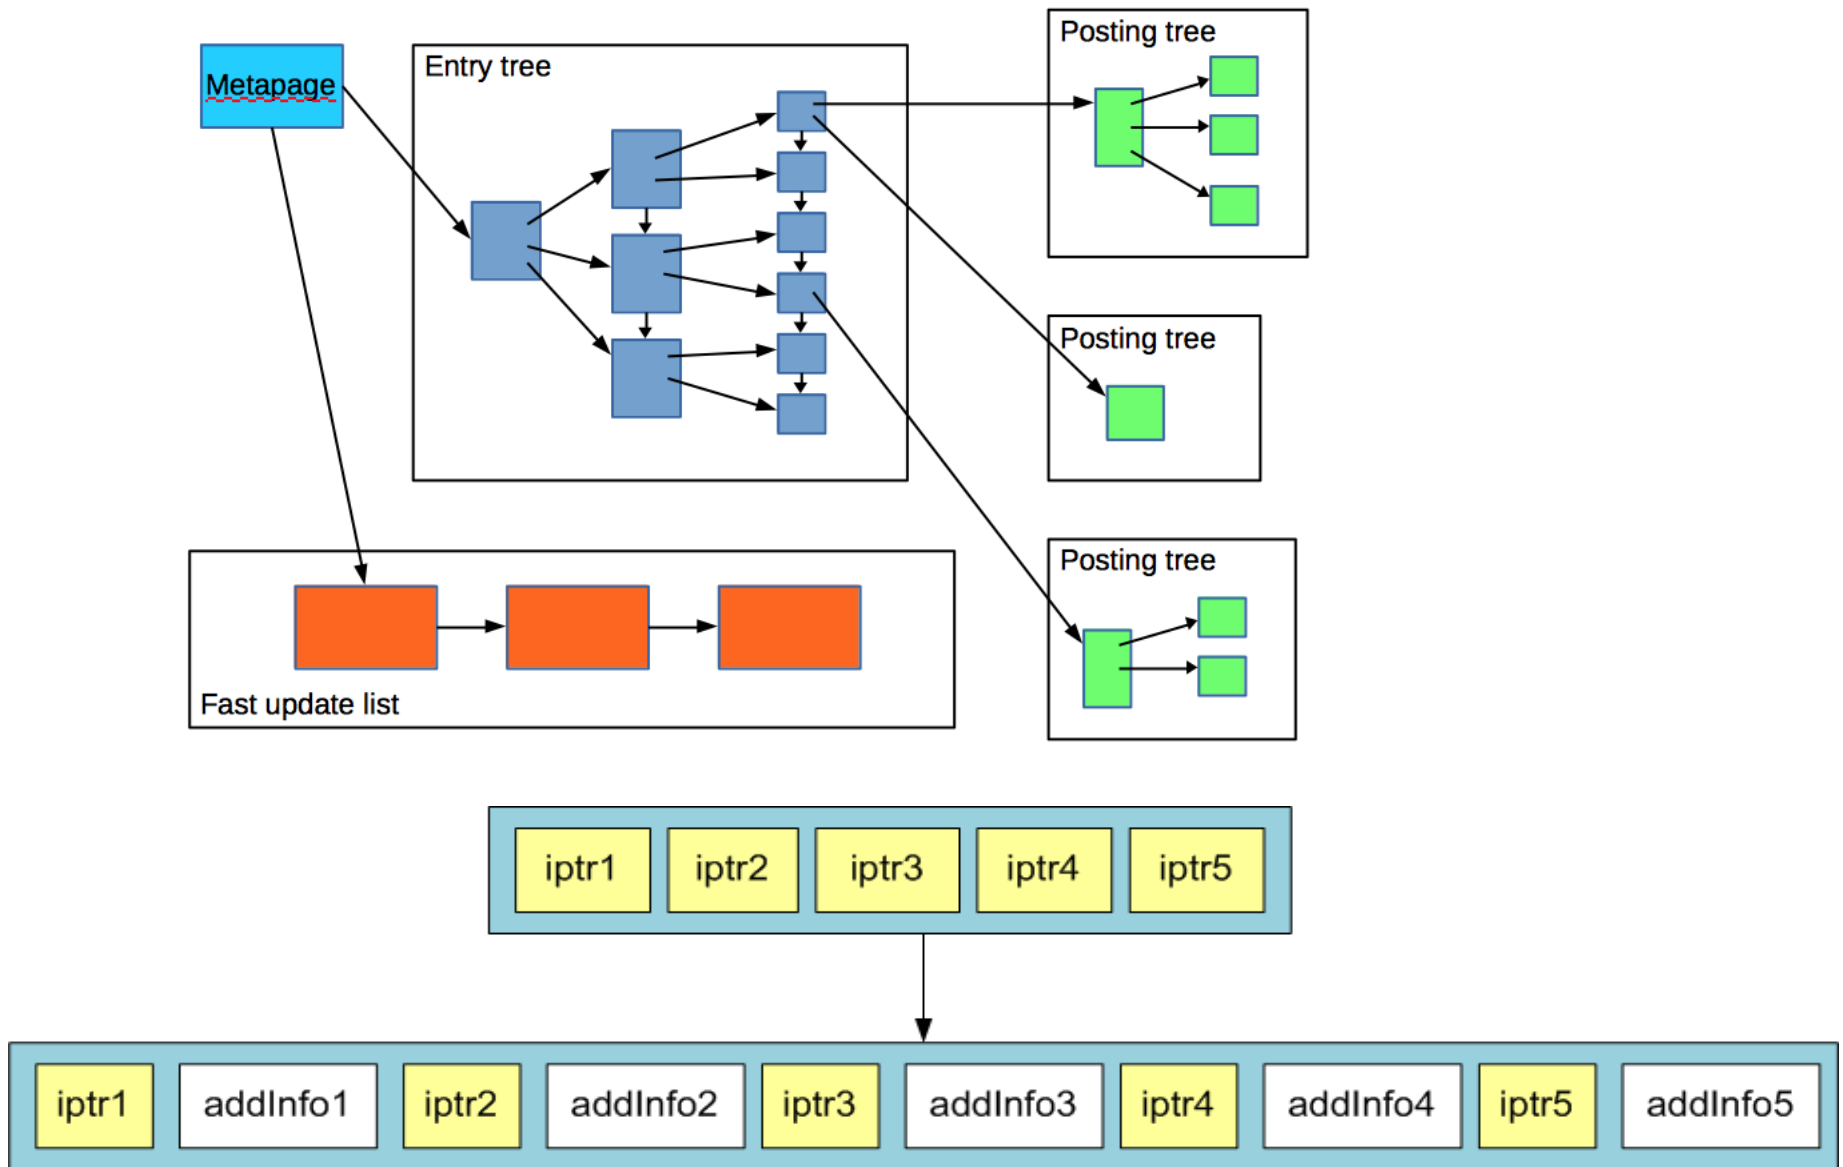 Metapage
Entry tree
Posting tree
Posting tree
Posting tree
Fast update list
iptr1 iptr2 iptr3 iptr4 iptr5
iptr1 addInfo1 iptr2 addInfo2 iptr3 addInfo3 iptr4 addInfo4 iptr5 addInfo5